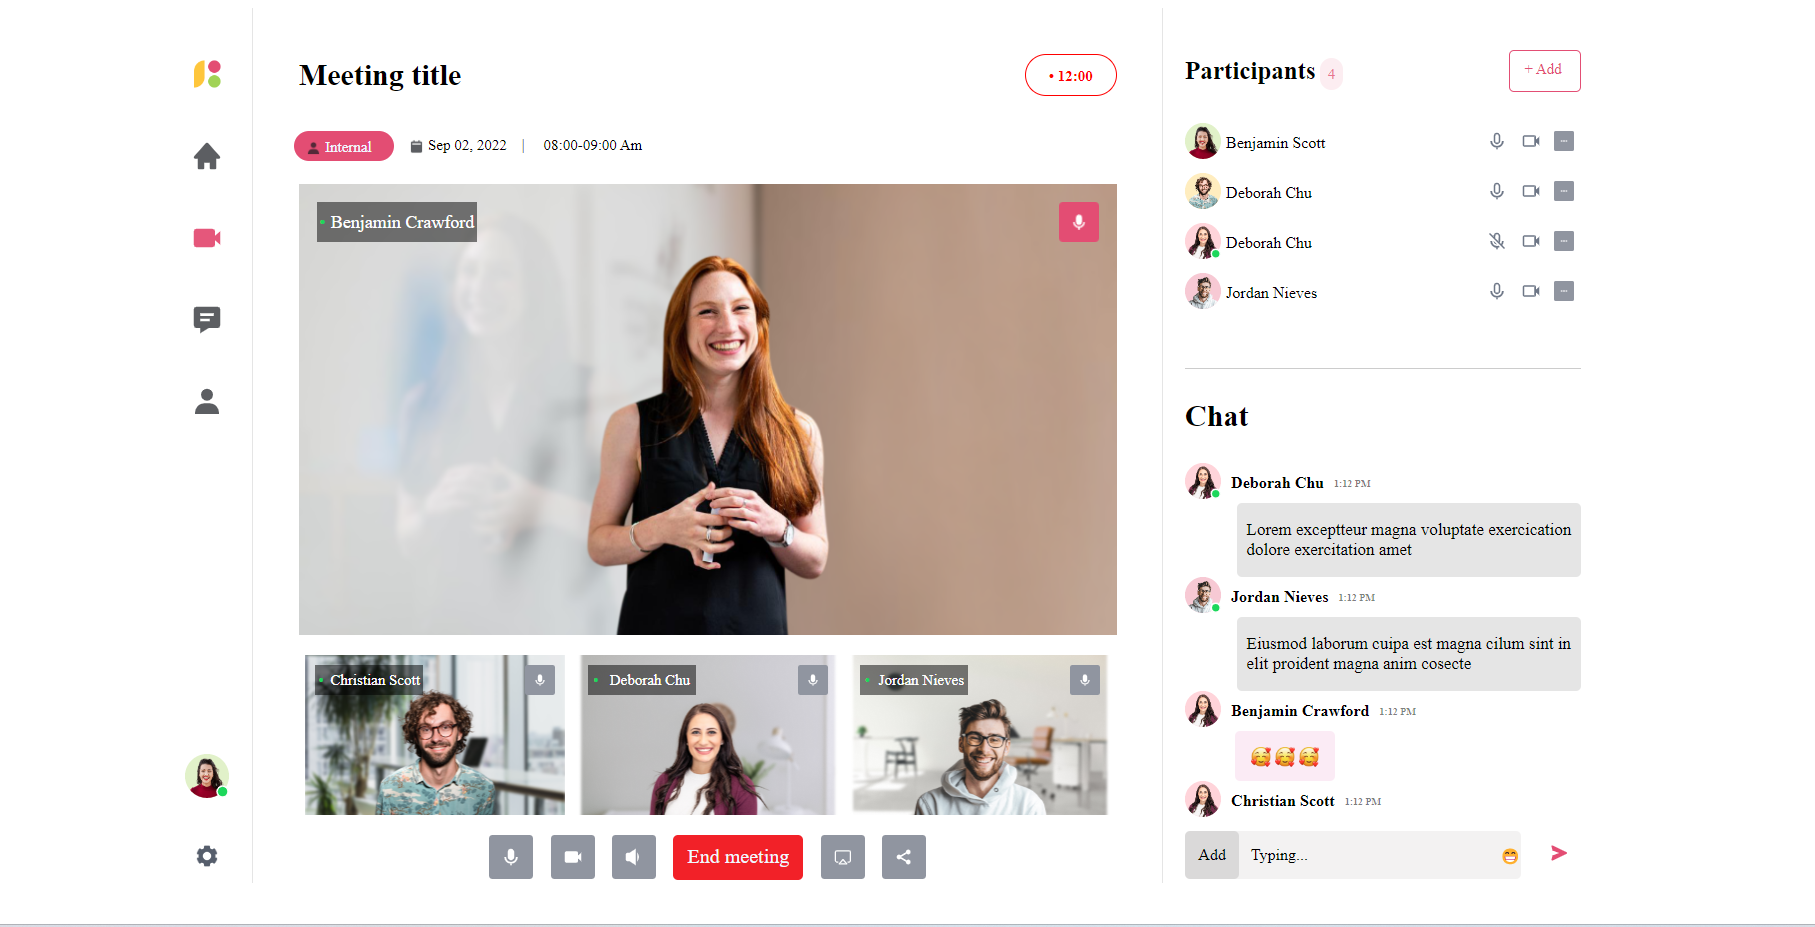 Meeting title
• 12:00
Internal
Sep 02, 2022 | 08:00-09:00 Am
Benjamin Crawford
Christian Scott
Deborah Chu
Jordan Nieves
End meeting
Participants 4
+ Add
Benjamin Scott
Deborah Chu
Deborah Chu
Jordan Nieves
Chat
Deborah Chu 1:12 PM
Lorem exceptteur magna voluptate exercication
dolore exercitation amet
Jordan Nieves 1:12 PM
Eiusmod laborum cuipa est magna cilum sint in
elit proident magna anim cosecte
Benjamin Crawford 1:12 PM
🥰🥰🥰
Christian Scott 1:12 PM
Add Typing... 😁